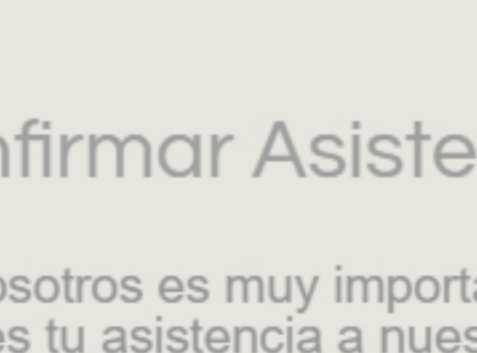 nfirmar Asiste
osotros es muy importa
es tu asistencia a nues